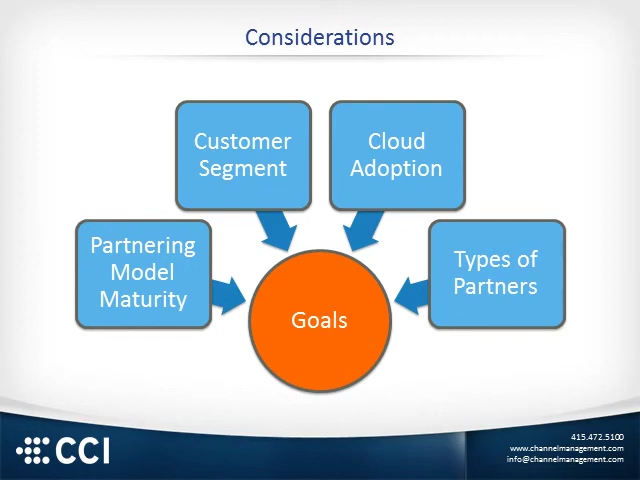 Considerations
Customer
Segment
Cloud
Adoption
Partnering
Model
Maturity
Types of
Partners
Goals
CCI
415.472.5100
www.channelmanagement.com
info@channelmanagement.com